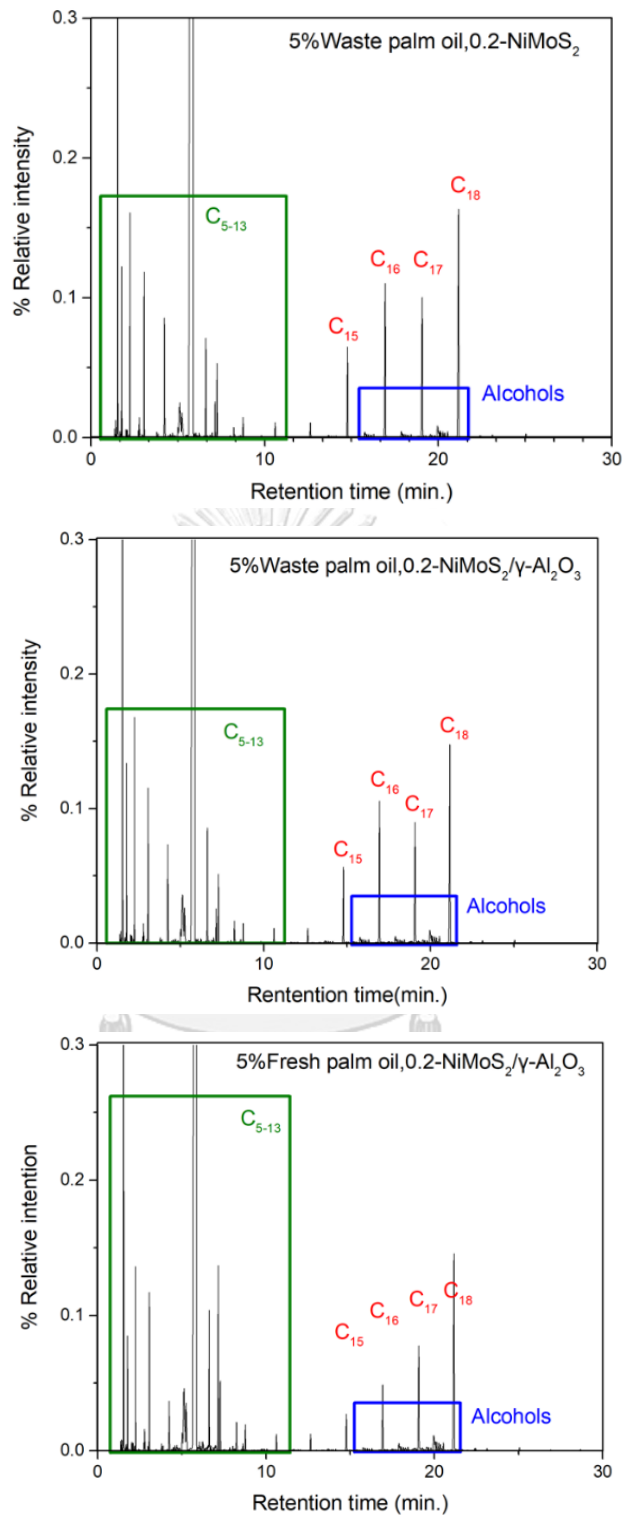 5%Waste palm oil,0.2-NiMoS₂
% Relative intensity
0.3
0.2
0.1
0.0
C₅₋₁₃
C₁₅
C₁₆
C₁₇
C₁₈
Alcohols
0
10
20
30
Retention time (min.)
5%Waste palm oil,0.2-NiMoS₂/γ-Al₂O₃
% Relative intensity
0.3
0.2
0.1
0.0
C₅₋₁₃
C₁₅
C₁₆
C₁₇
C₁₈
Alcohols
0
10
20
30
Rentention time(min.)
5%Fresh palm oil,0.2-NiMoS₂/γ-Al₂O₃
% Relative intention
0.3
0.2
0.1
0.0
C₅₋₁₃
C₁₅
C₁₆
C₁₇
C₁₈
Alcohols
0
10
20
30
Retention time (min.)